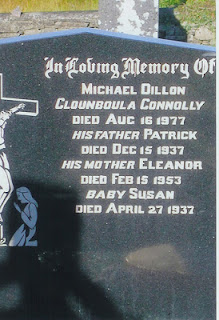 In Loving Memory Of
MICHAEL DILLON
CLOUNBOULA CONNOLLY
DIED AUG 16 1977
HIS FATHER PATRICK
DIED DEC 15 1937
HIS MOTHER ELEANOR
DIED FEB 15 1953
BABY SUSAN
DIED APRIL 27 1937